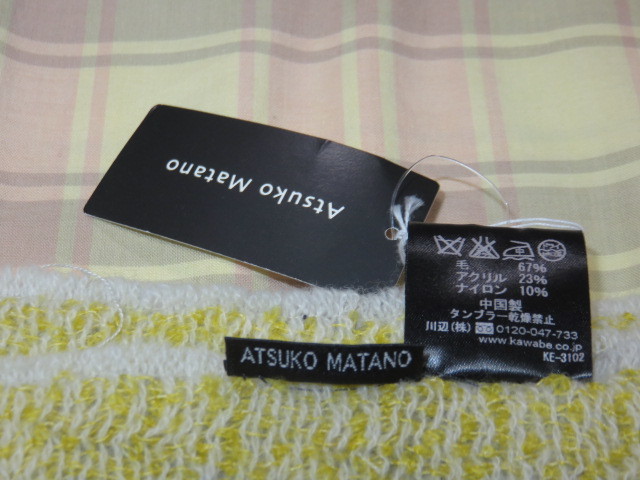 Atsuko Matano
毛 67%
アクリル 23%
ナイロン 10%
中国製
タンブラー乾燥禁止
川辺(株) 0120-047-733
www.kawabe.co.jp
KE-3102
ATSUKO MATANO